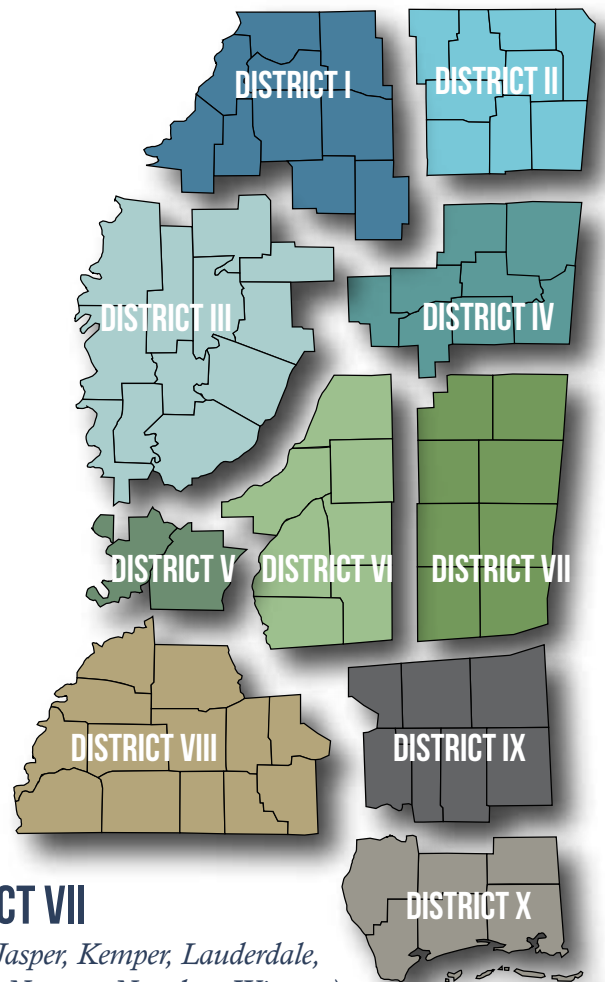 DISTRICT I
DISTRICT II
DISTRICT III
DISTRICT IV
DISTRICT V
DISTRICT VI
DISTRICT VII
DISTRICT VIII
DISTRICT IX
DISTRICT X
CT VII
Jasper, Kemper, Lauderdale,